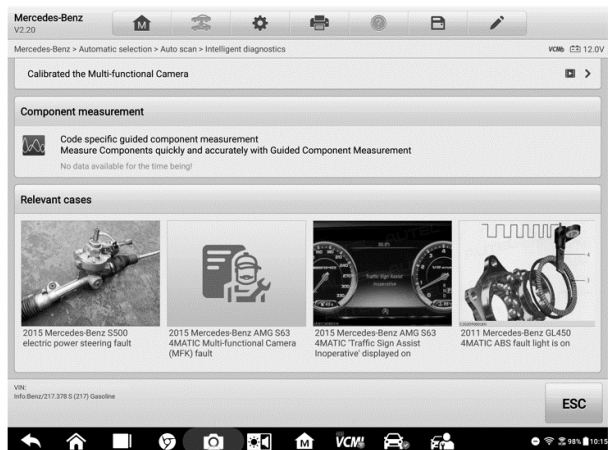 Mercedes-Benz
V2.20
Mercedes-Benz > Automatic selection > Auto scan > Intelligent diagnostics
VCMI 12.0V
Calibrated the Multi-functional Camera
Component measurement
Code specific guided component measurement
Measure Components quickly and accurately with Guided Component Measurement
No data available for the time being!
Relevant cases
Traffic Sign Assist
Inoperative
2015 Mercedes-Benz S500
electric power steering fault
2015 Mercedes-Benz AMG S63
4MATIC Multi-functional Camera
(MFK) fault
2015 Mercedes-Benz AMG S63
4MATIC 'Traffic Sign Assist
Inoperative' displayed on
2011 Mercedes-Benz GL450
4MATIC ABS fault light is on
VIN:
Info:Benz/217.378 S (217) Gasoline
ESC
VCMI
98% 10:15